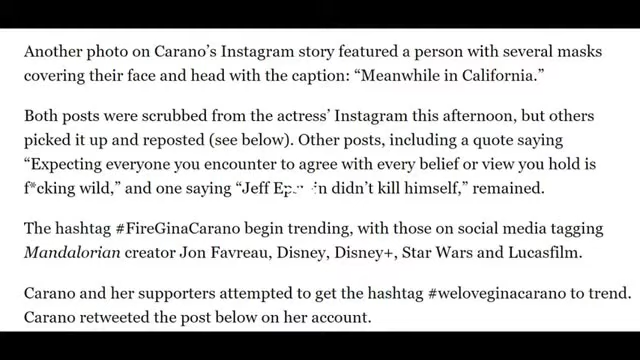 Another photo on Carano's Instagram story featured a person with several masks
covering their face and head with the caption: “Meanwhile in California.”
Both posts were scrubbed from the actress’ Instagram this afternoon, but others
picked it up and reposted (see below). Other posts, including a quote saying
“Expecting everyone you encounter to agree with every belief or view you hold is
f*cking wild,” and one saying “Jeff didn’t kill himself,” remained.
The hashtag #FireGinaCarano begin trending, with those on social media tagging
Mandalorian creator Jon Favreau, Disney, Disney+, Star Wars and Lucasfilm.
Carano and her supporters attempted to get the hashtag #weloveginacarano to trend.
Carano retweeted the post below on her account.